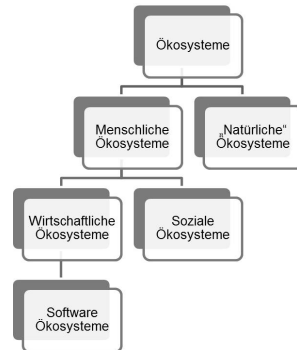 Ökosysteme
Menschliche
Ökosysteme
„Natürliche“
Ökosysteme
Wirtschaftliche
Ökosysteme
Soziale
Ökosysteme
Software
Ökosysteme